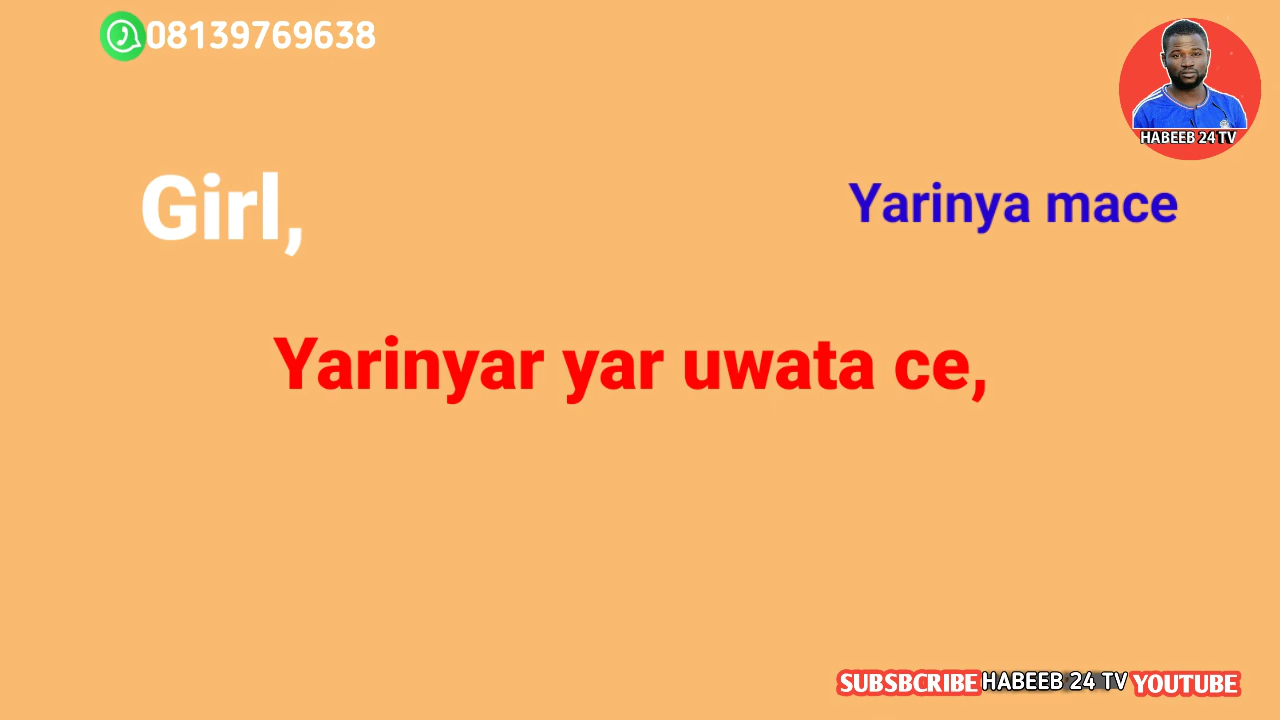 08139769638
HABEEB 24 TV
Girl,
Yarinya mace
Yarinyar yar uwata ce,
SUBSBCRIBE HABEEB 24 TV YOUTUBE